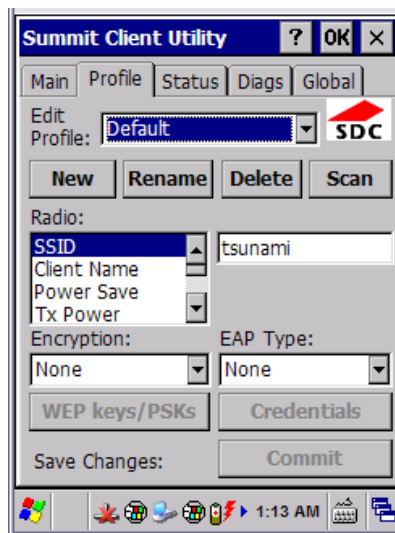 Summit Client Utility ? OK ×
Main Profile Status Diags Global
Edit
Profile: Default
SDC
New Rename Delete Scan
Radio:
SSID tsunami
Client Name
Power Save
Tx Power
Encryption: EAP Type:
None None
WEP keys/PSKs Credentials
Save Changes: Commit
1:13 AM